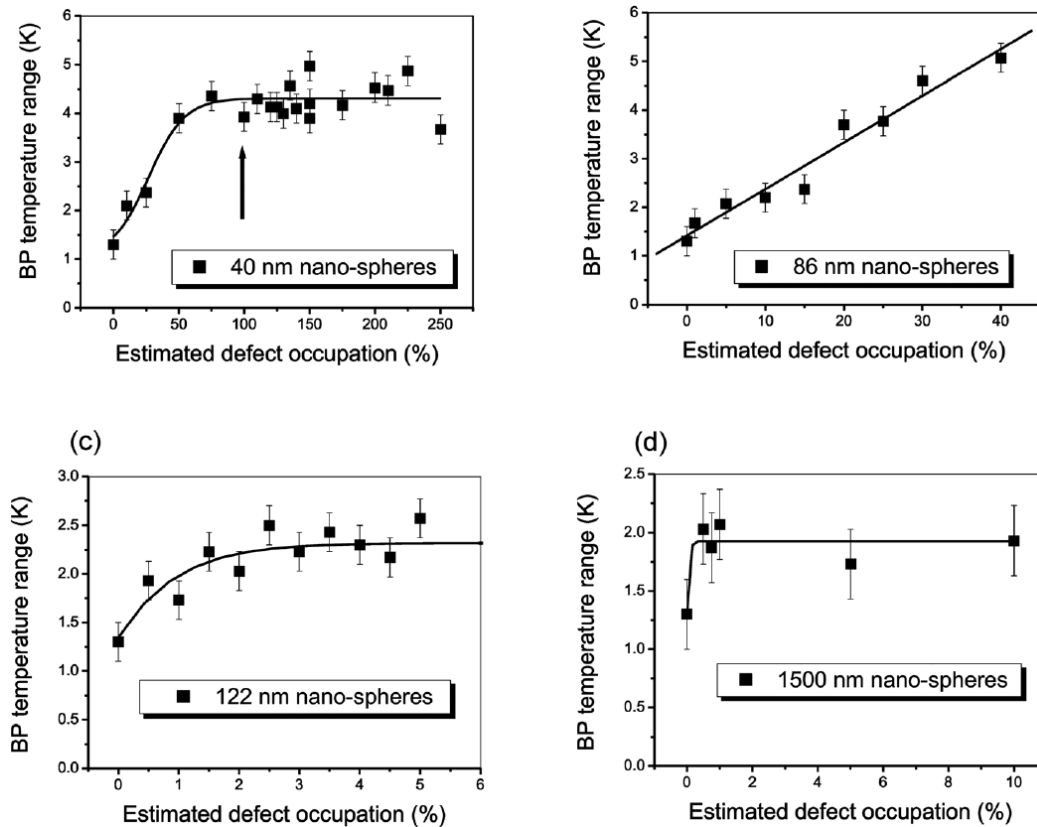 6
5
4
3
2
1
0
BP temperature range (K)
0 50 100 150 200 250
Estimated defect occupation (%)
40 nm nano-spheres
6
5
4
3
2
1
0
BP temperature range (K)
0 10 20 30 40
Estimated defect occupation (%)
86 nm nano-spheres
(c)
3.0
2.5
2.0
1.5
1.0
0.5
0.0
BP temperature range (K)
0 1 2 3 4 5 6
Estimated defect occupation (%)
122 nm nano-spheres
(d)
2.5
2.0
1.5
1.0
0.5
0.0
BP temperature range (K)
0 2 4 6 8 10
Estimated defect occupation (%)
1500 nm nano-spheres